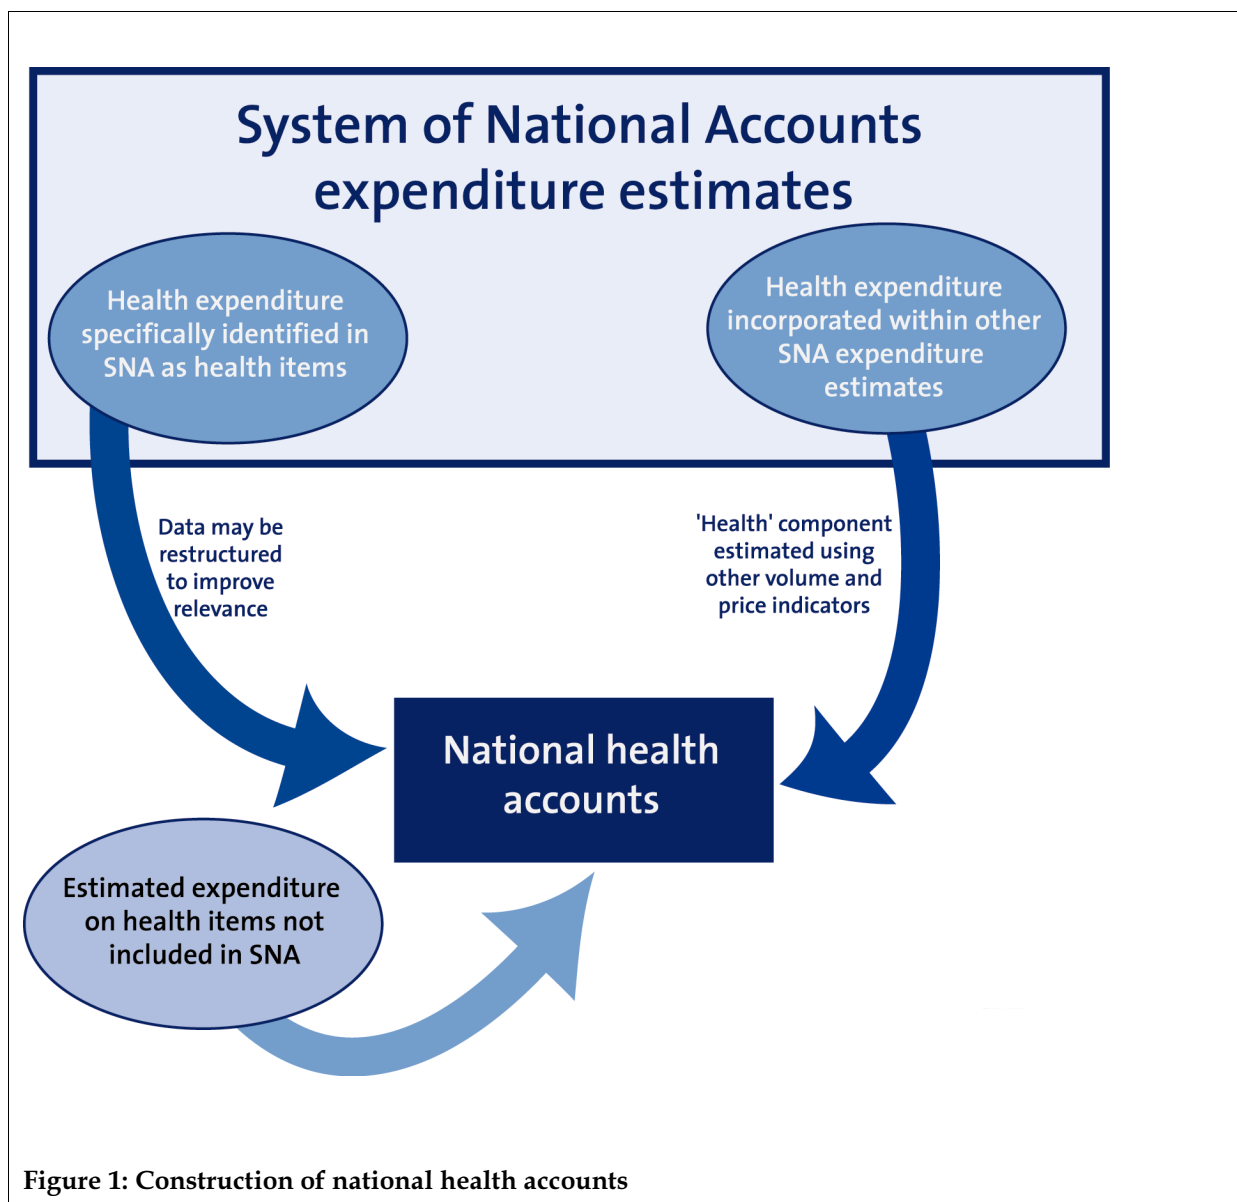 System of National Accounts
expenditure estimates
Health expenditure
specifically identified in
SNA as health items
Health expenditure
incorporated within other
SNA expenditure
estimates
Data may be
restructured
to improve
relevance
'Health' component
estimated using
other volume and
price indicators
National health
accounts
Estimated expenditure
on health items not
included in SNA
Figure 1: Construction of national health accounts